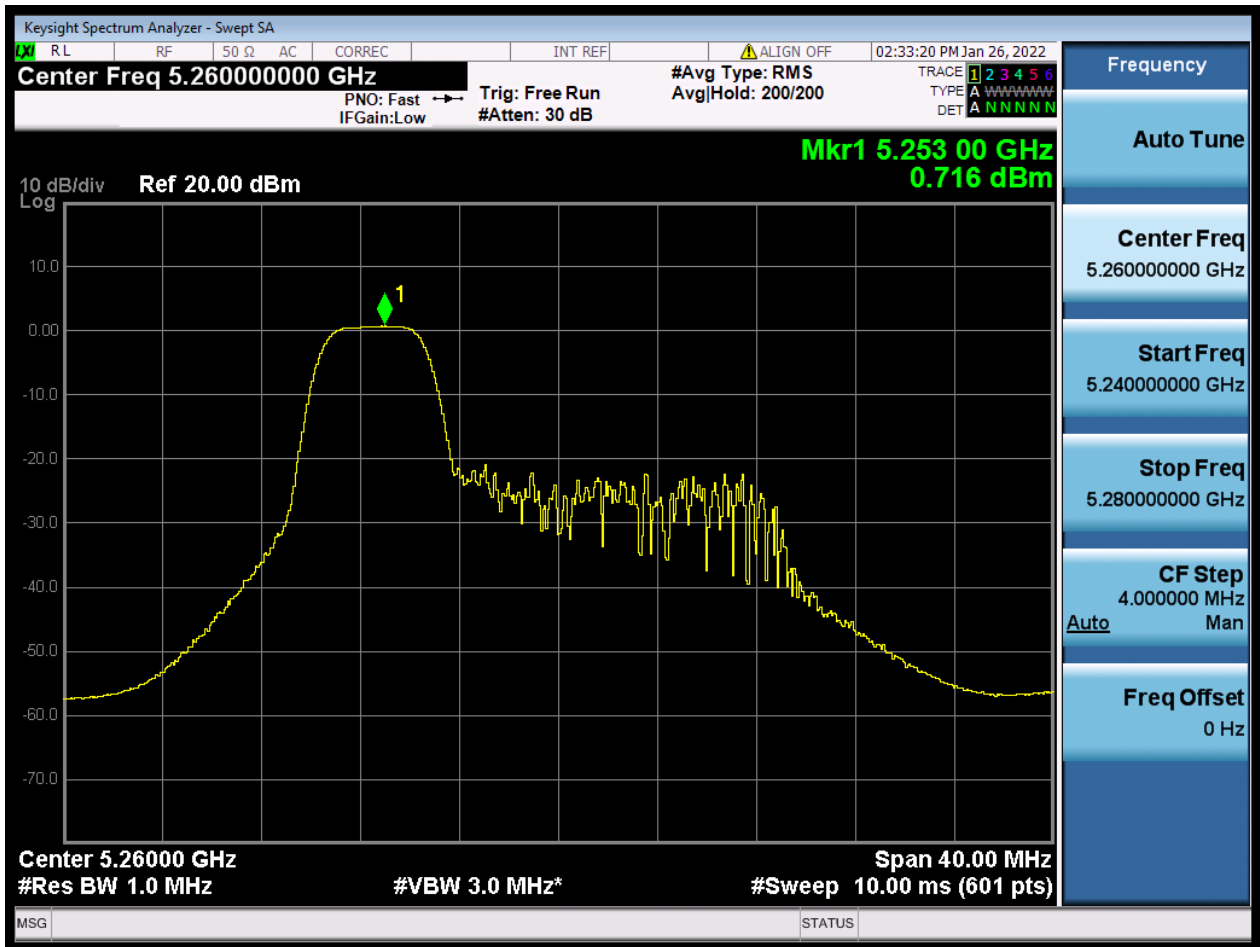 Keysight Spectrum Analyzer - Swept SA
LXI RL RF 50 Ω AC CORREC INT REF ALIGN OFF 02:33:20 PM Jan 26, 2022
Center Freq 5.260000000 GHz
PNO: Fast
IFGain:Low
Trig: Free Run
#Atten: 30 dB
#Avg Type: RMS
Avg|Hold: 200/200
TRACE 1 2 3 4 5 6
TYPE A WWWWW
DET A N N N N N
Mkr1 5.253 00 GHz
0.716 dBm
10 dB/div Ref 20.00 dBm
Log
10.0
0.00
-10.0
-20.0
-30.0
-40.0
-50.0
-60.0
-70.0
1
Center 5.26000 GHz Span 40.00 MHz
#Res BW 1.0 MHz #VBW 3.0 MHz* #Sweep 10.00 ms (601 pts)
MSG STATUS
Frequency
Auto Tune
Center Freq
5.260000000 GHz
Start Freq
5.240000000 GHz
Stop Freq
5.280000000 GHz
CF Step
4.000000 MHz
Auto Man
Freq Offset
0 Hz